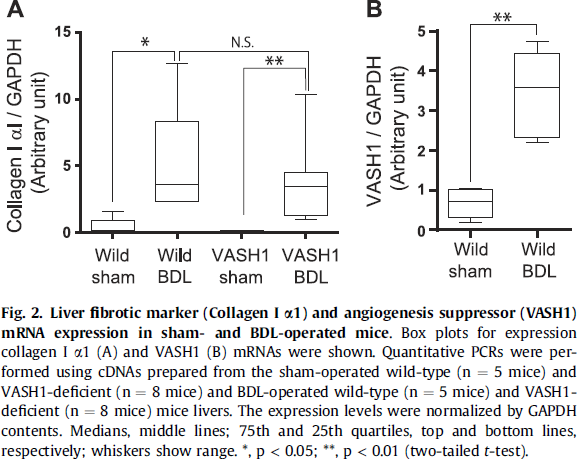 A
Collagen I αI / GAPDH
(Arbitrary unit)
15
10
5
0
*
N.S.
**
Wild
sham
Wild
BDL
VASH1
sham
VASH1
BDL
B
VASH1 / GAPDH
(Arbitrary unit)
5
4
3
2
1
0
**
Wild
sham
Wild
BDL
Fig. 2. Liver fibrotic marker (Collagen I α1) and angiogenesis suppressor (VASH1)
mRNA expression in sham- and BDL-operated mice. Box plots for expression
collagen I α1 (A) and VASH1 (B) mRNAs were shown. Quantitative PCRs were per-
formed using cDNAs prepared from the sham-operated wild-type (n = 5 mice) and
VASH1-deficient (n = 8 mice) and BDL-operated wild-type (n = 5 mice) and VASH1-
deficient (n = 8 mice) mice livers. The expression levels were normalized by GAPDH
contents. Medians, middle lines; 75th and 25th quartiles, top and bottom lines,
respectively; whiskers show range. *, p < 0.05; **, p < 0.01 (two-tailed t-test).